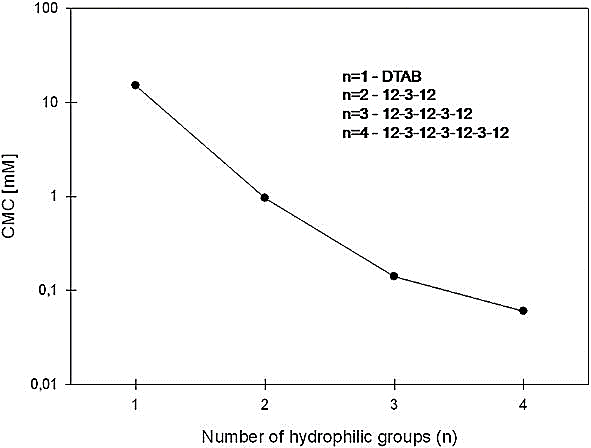 100
10
1
0,1
0,01
CMC [mM]
n=1 - DTAB
n=2 - 12-3-12
n=3 - 12-3-12-3-12
n=4 - 12-3-12-3-12-3-12
1 2 3 4
Number of hydrophilic groups (n)